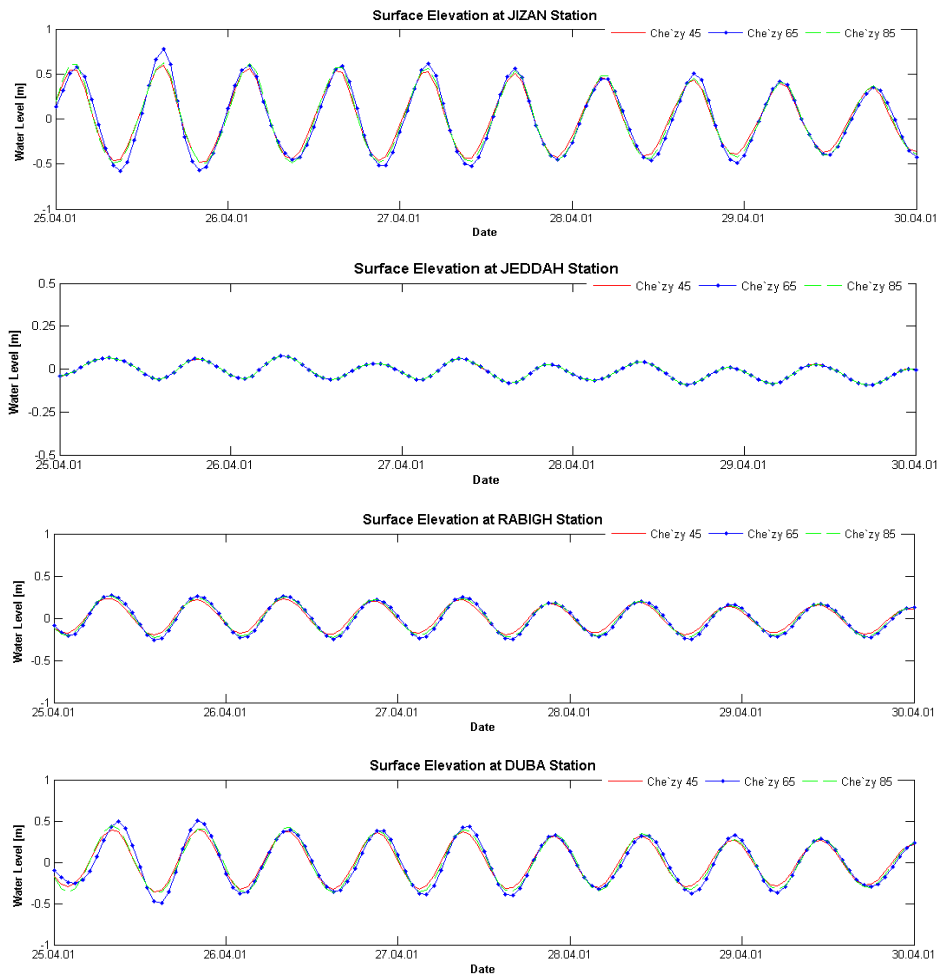 Surface Elevation at JIZAN Station
Che`zy 45 Che`zy 65 Che`zy 85
Water Level [m]
1
0.5
0
-0.5
-1
25.04.01 26.04.01 27.04.01 28.04.01 29.04.01 30.04.01
Date
Surface Elevation at JEDDAH Station
Che`zy 45 Che`zy 65 Che`zy 85
Water Level [m]
0.5
0.25
0
-0.25
-0.5
25.04.01 26.04.01 27.04.01 28.04.01 29.04.01 30.04.01
Date
Surface Elevation at RABIGH Station
Che`zy 45 Che`zy 65 Che`zy 85
Water Level [m]
1
0.5
0
-0.5
-1
25.04.01 26.04.01 27.04.01 28.04.01 29.04.01 30.04.01
Date
Surface Elevation at DUBA Station
Che`zy 45 Che`zy 65 Che`zy 85
Water Level [m]
1
0.5
0
-0.5
-1
25.04.01 26.04.01 27.04.01 28.04.01 29.04.01 30.04.01
Date